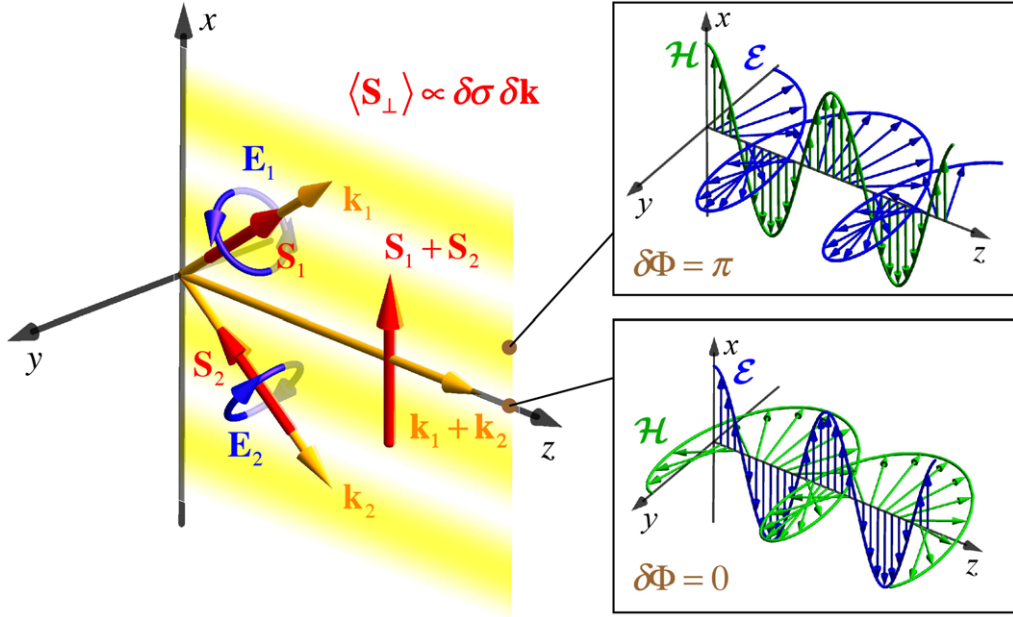 x
⟨S⊥⟩ ∝ δσ δk
E₁
k₁
S₁
S₁ + S₂
y
S₂
E₂
k₁ + k₂
z
k₂
x
ℋ
ℰ
y
z
δΦ = π
x
ℰ
ℋ
y
z
δΦ = 0